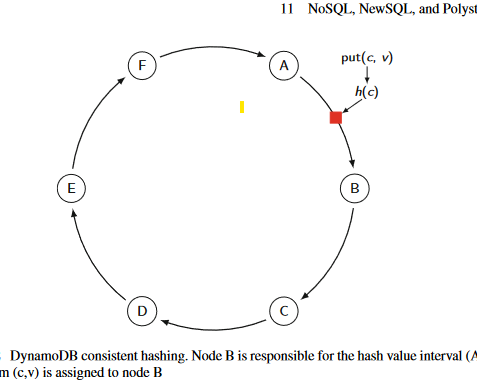 11 NoSQL, NewSQL, and Polyst
F
A
put(c, v)
h(c)
E
B
D
C
DynamoDB consistent hashing. Node B is responsible for the hash value interval (A
m (c,v) is assigned to node B